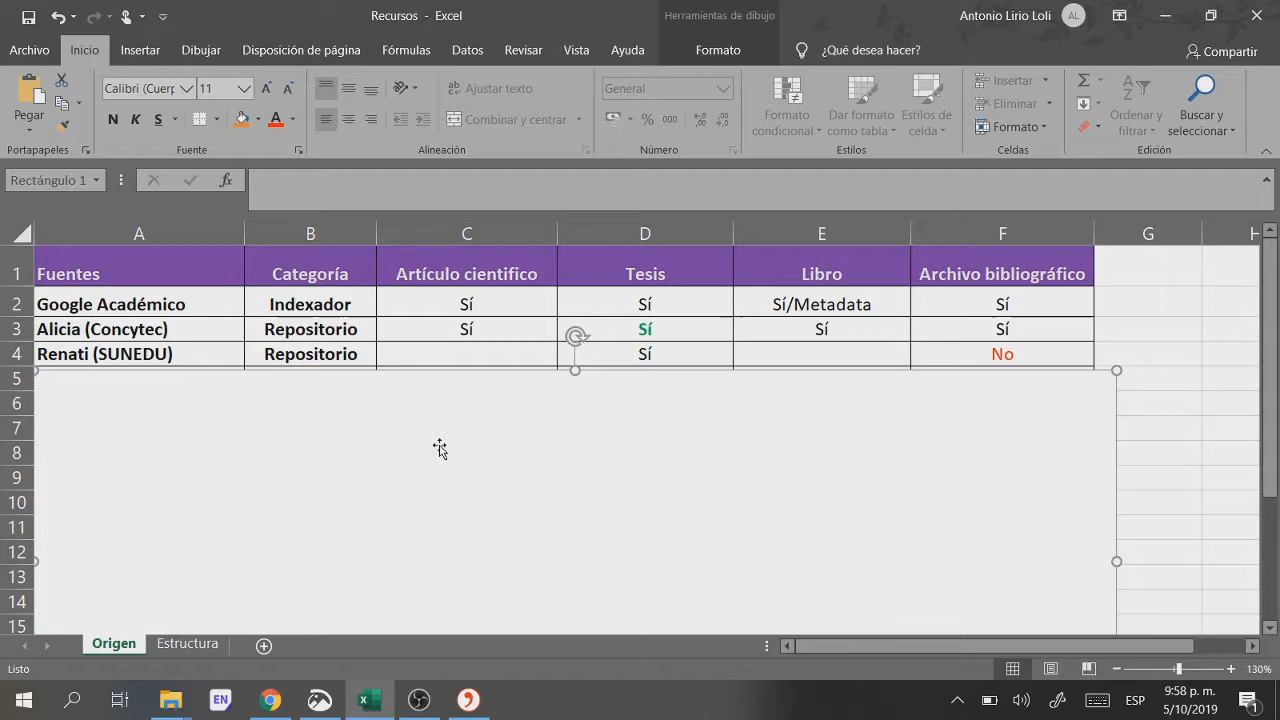 Recursos - Excel
Herramientas de dibujo
Antonio Lirio Loli
AL
Archivo
Inicio
Insertar
Dibujar
Disposición de página
Fórmulas
Datos
Revisar
Vista
Ayuda
Formato
¿Qué desea hacer?
Compartir
Pegar
Portapapeles
Calibri (Cuerp
11
N K S
A
Fuente
ab Ajustar texto
Combinar y centrar
Alineación
General
% 000
Número
Formato condicional
Dar formato como tabla
Estilos de celda
Estilos
Insertar
Eliminar
Formato
Celdas
Ordenar y filtrar
Buscar y seleccionar
Edición
Rectángulo 1
fx
A B C D E F G H
1 Fuentes Categoría Artículo cientifico Tesis Libro Archivo bibliográfico
2 Google Académico Indexador Sí Sí Sí/Metadata Sí
3 Alicia (Concytec) Repositorio Sí Sí Sí Sí
4 Renati (SUNEDU) Repositorio Sí No
5
6
7
8
9
10
11
12
13
14
15
Origen
Estructura
Listo
130%
EN
ESP
9:58 p. m.
5/10/2019
1